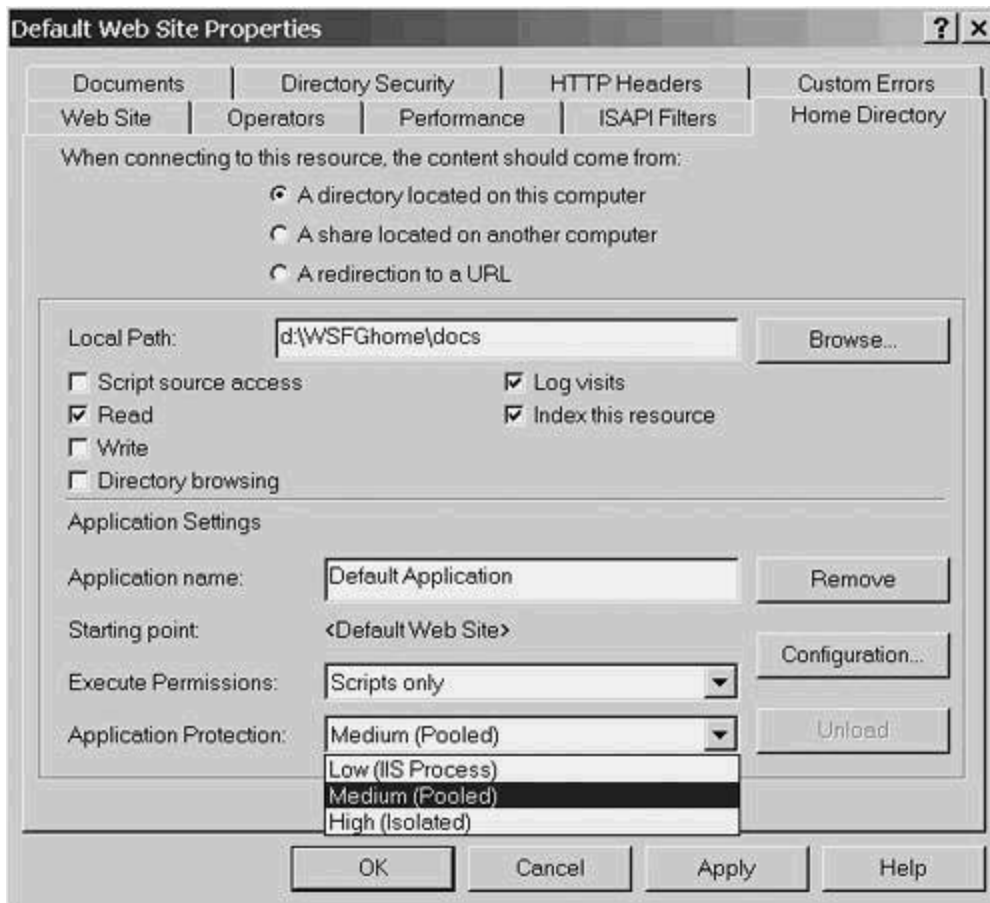 Default Web Site Properties
? ×
Documents Directory Security HTTP Headers Custom Errors
Web Site Operators Performance ISAPI Filters Home Directory
When connecting to this resource, the content should come from:
A directory located on this computer
A share located on another computer
A redirection to a URL
Local Path: d:\WSFGhome\docs Browse...
Script source access Log visits
Read Index this resource
Write
Directory browsing
Application Settings
Application name: Default Application Remove
Starting point: <Default Web Site>
Configuration...
Execute Permissions: Scripts only
Application Protection: Medium (Pooled) Unload
Low (IIS Process)
Medium (Pooled)
High (Isolated)
OK Cancel Apply Help